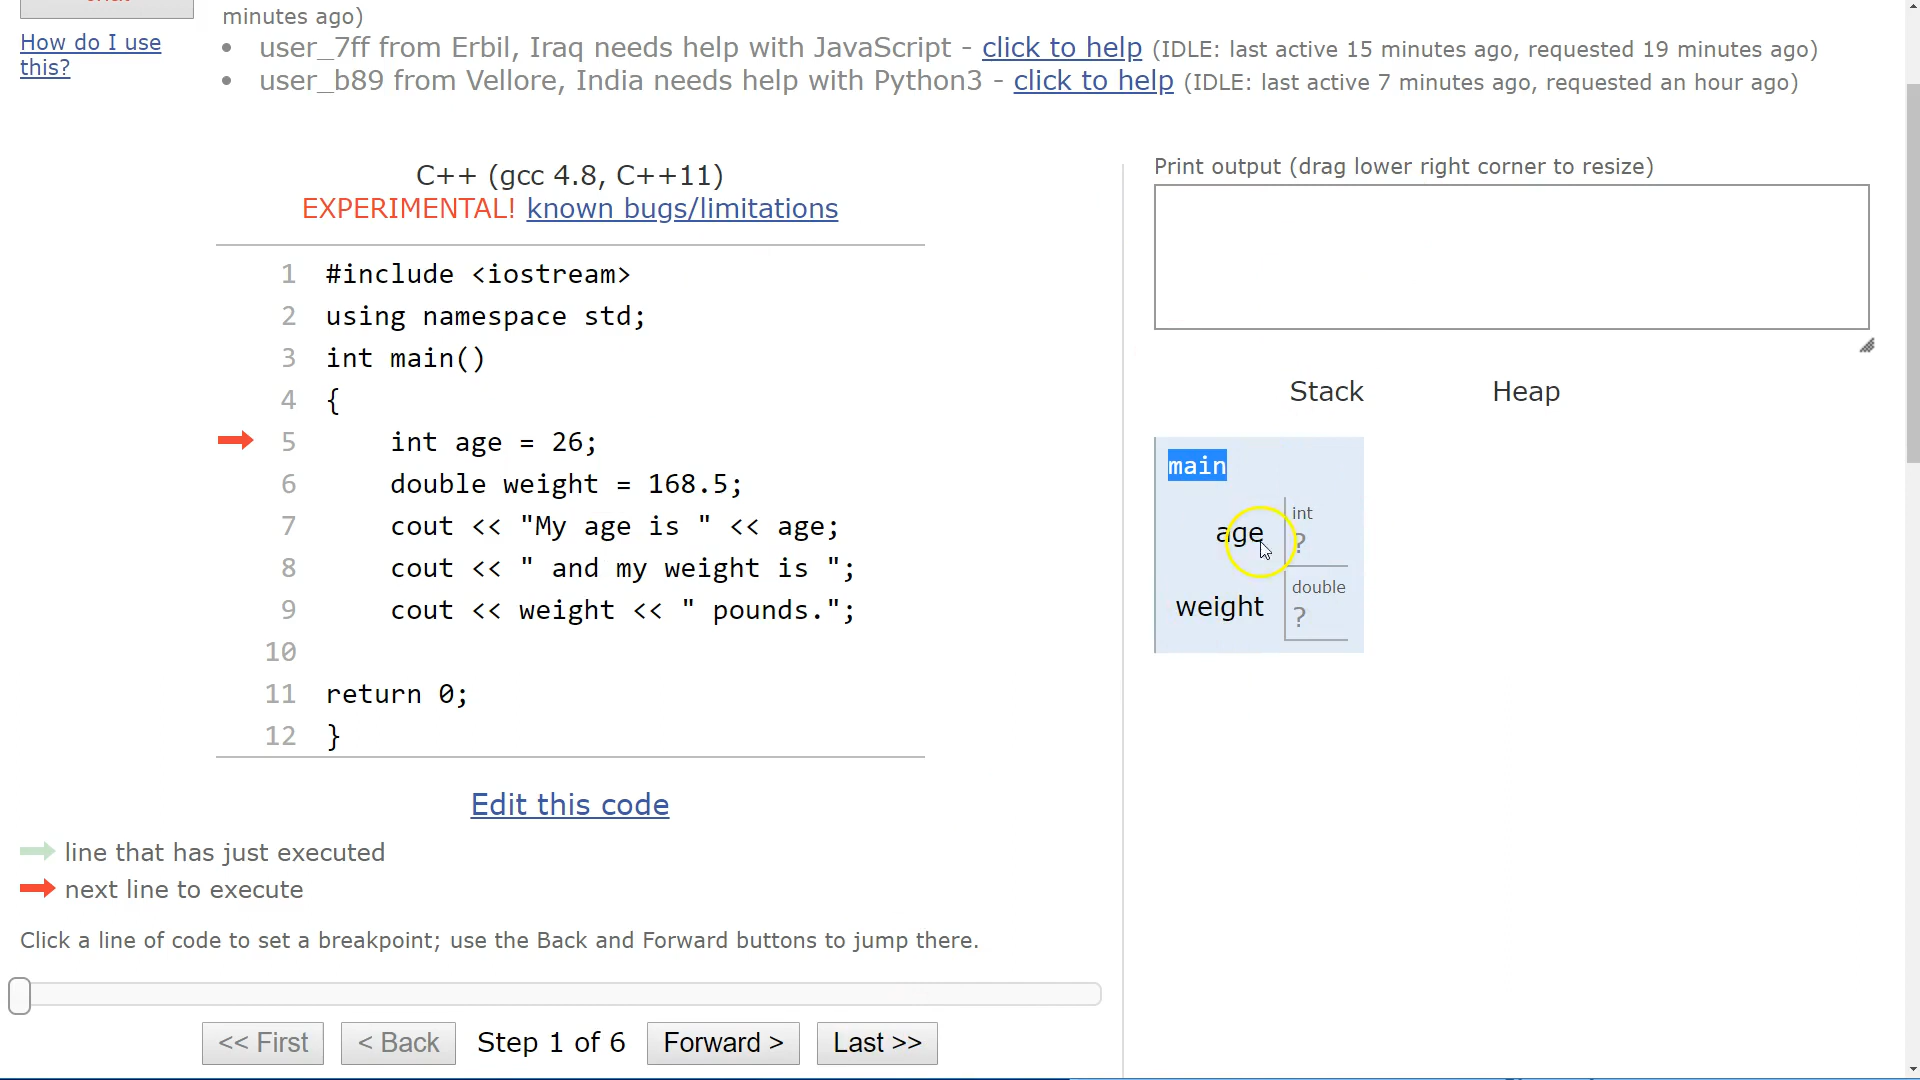 How do I use
this?
minutes ago)
• user_7ff from Erbil, Iraq needs help with JavaScript - click to help (IDLE: last active 15 minutes ago, requested 19 minutes ago)
• user_b89 from Vellore, India needs help with Python3 - click to help (IDLE: last active 7 minutes ago, requested an hour ago)
C++ (gcc 4.8, C++11)
EXPERIMENTAL! known bugs/limitations
1 #include <iostream>
2 using namespace std;
3 int main()
4 {
5     int age = 26;
6     double weight = 168.5;
7     cout << "My age is " << age;
8     cout << " and my weight is ";
9     cout << weight << " pounds.";
10
11 return 0;
12 }
Edit this code
line that has just executed
next line to execute
Click a line of code to set a breakpoint; use the Back and Forward buttons to jump there.
<< First < Back Step 1 of 6 Forward > Last >>
Print output (drag lower right corner to resize)
Stack Heap
main
int
age ?
double
weight ?